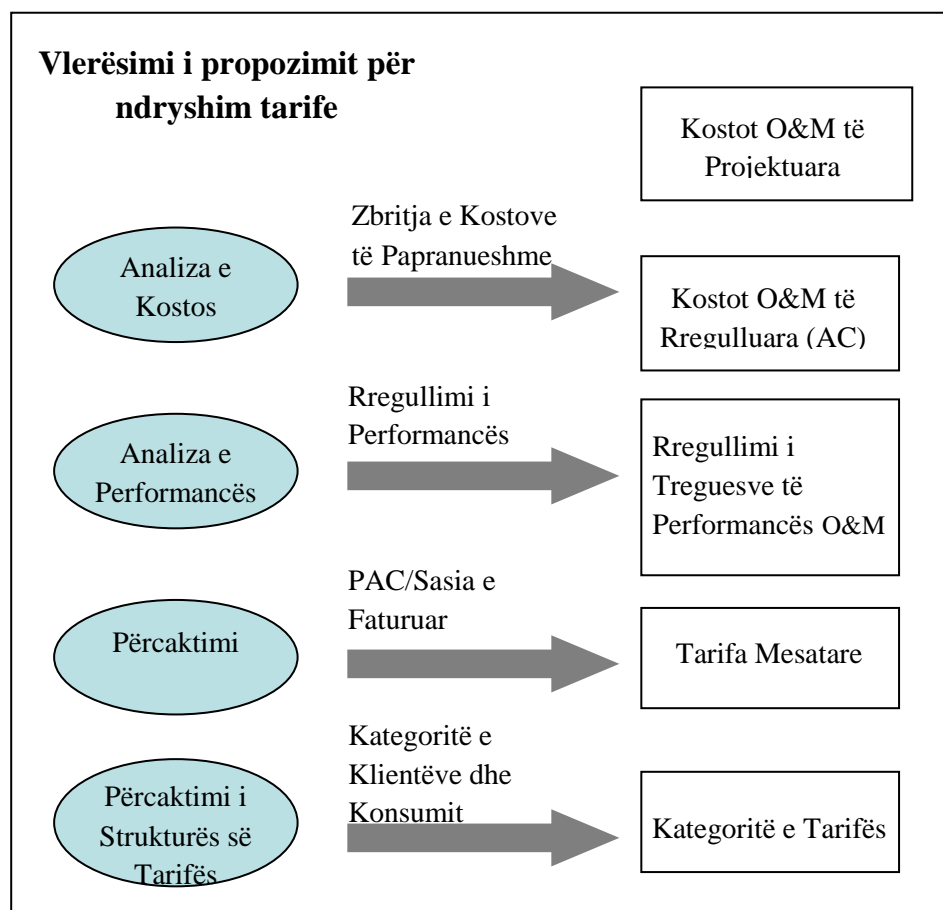 Vlerësimi i propozimit për
ndryshim tarife
Kostot O&M të
Projektuara
Analiza e
Kostos
Zbritja e Kostove
të Papranueshme
Kostot O&M të
Rregulluara (AC)
Analiza e
Performancës
Rregullimi i
Performancës
Rregullimi i
Treguesve të
Performancës O&M
Përcaktimi
PAC/Sasia e
Faturuar
Tarifa Mesatare
Përcaktimi i
Strukturës së
Tarifës
Kategoritë e
Klientëve dhe
Konsumit
Kategoritë e Tarifës